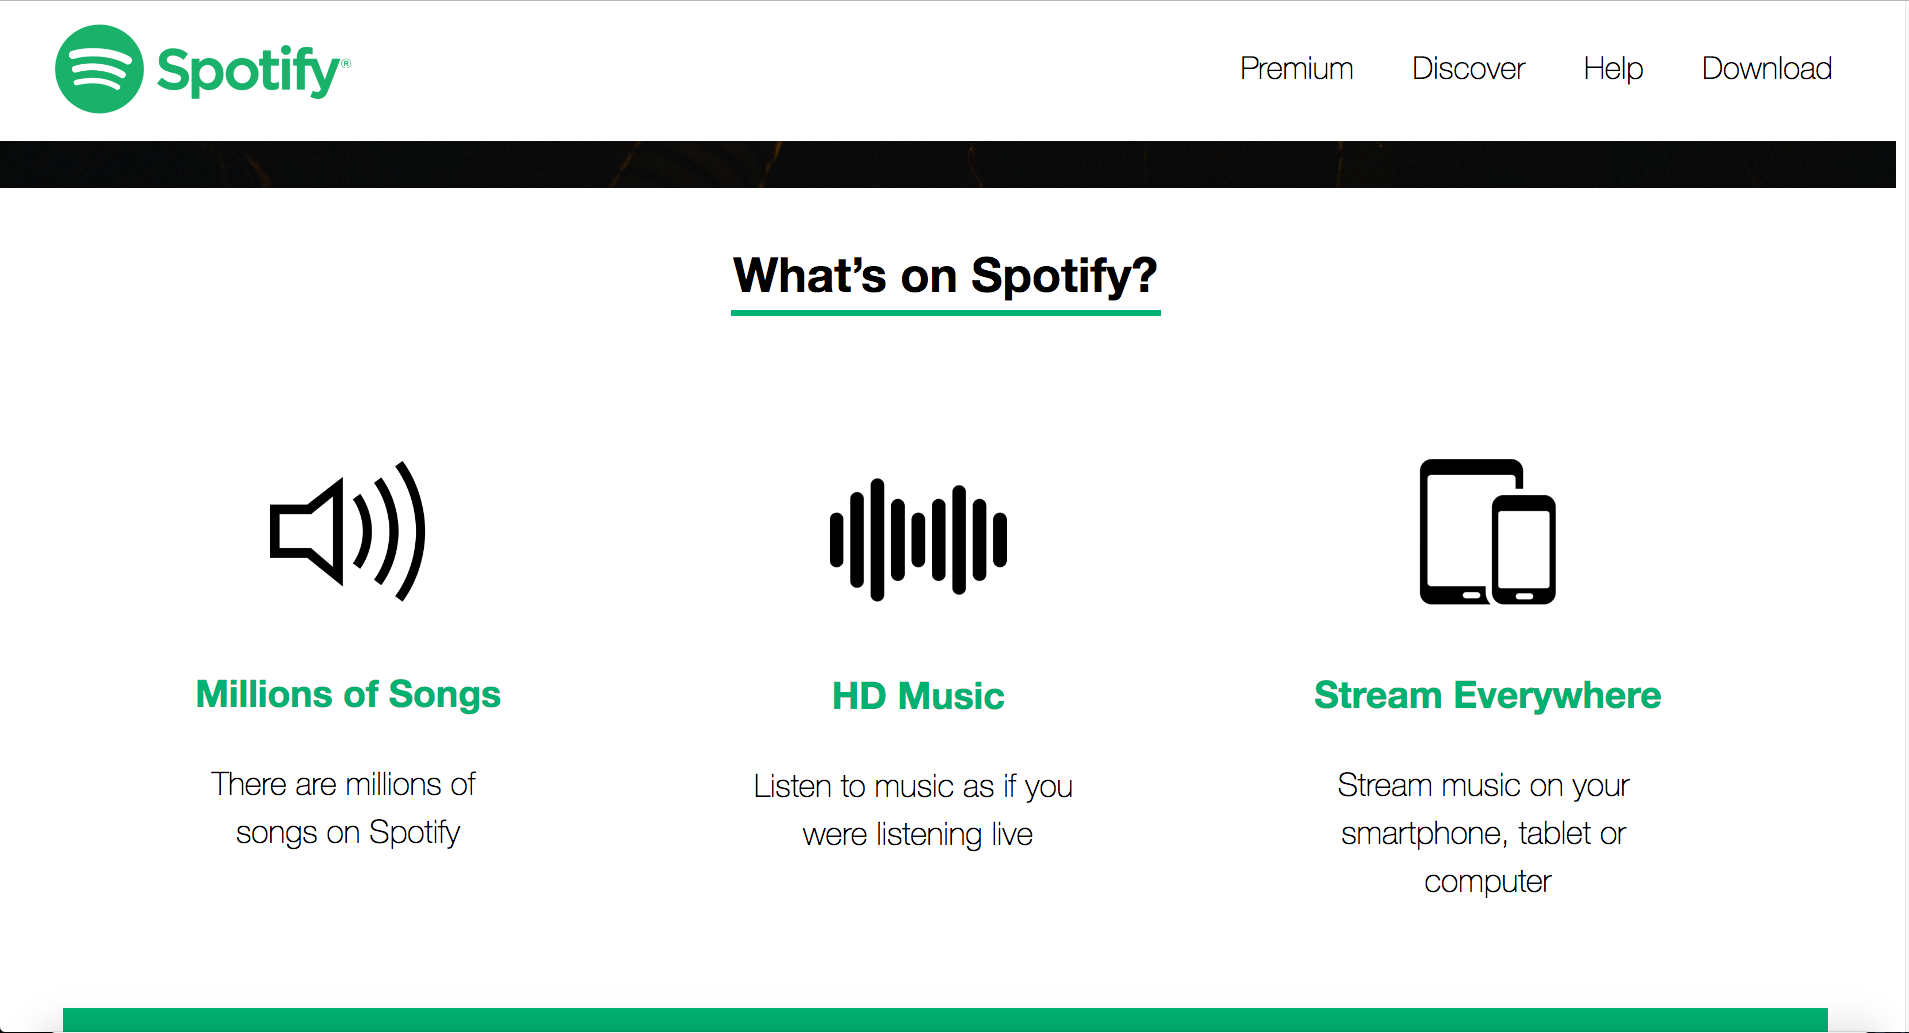 Spotify®
Premium Discover Help Download
What’s on Spotify?
Millions of Songs
There are millions of
songs on Spotify
HD Music
Listen to music as if you
were listening live
Stream Everywhere
Stream music on your
smartphone, tablet or
computer